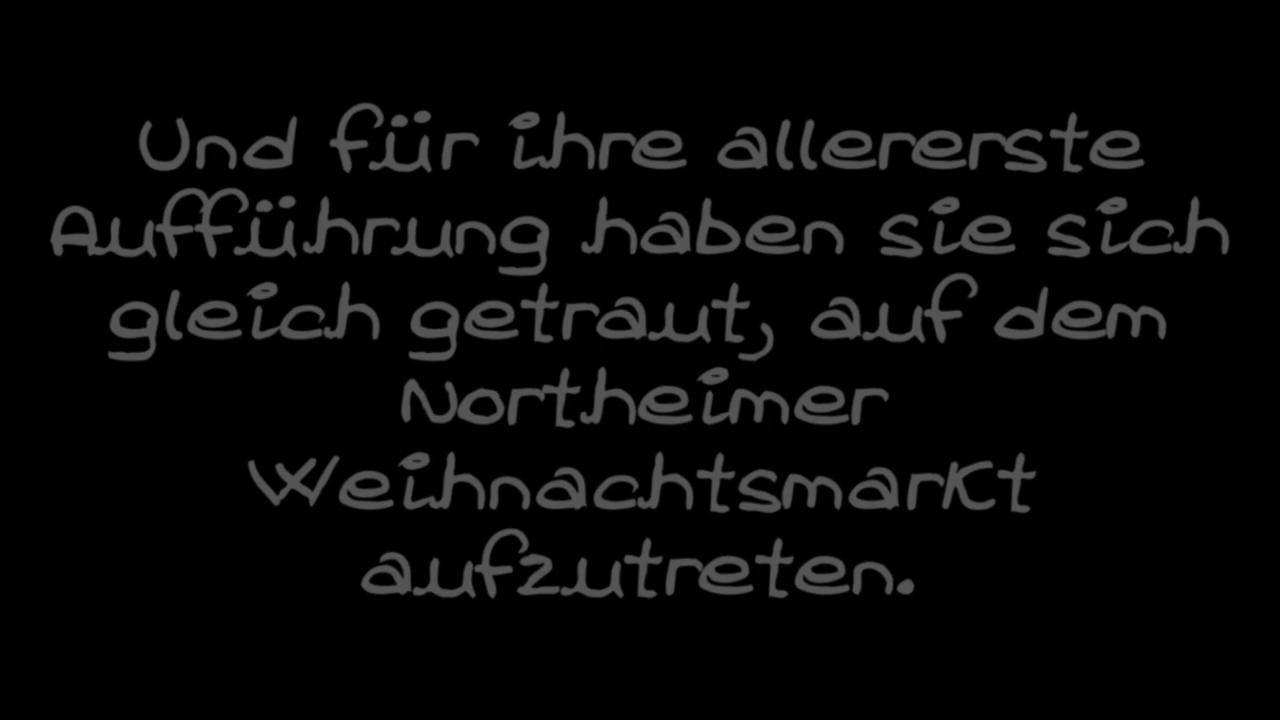 Und für ihre allererste
Aufführung haben sie sich
gleich getraut, auf dem
Northeimer
Weihnachtsmarkt
aufzutreten.